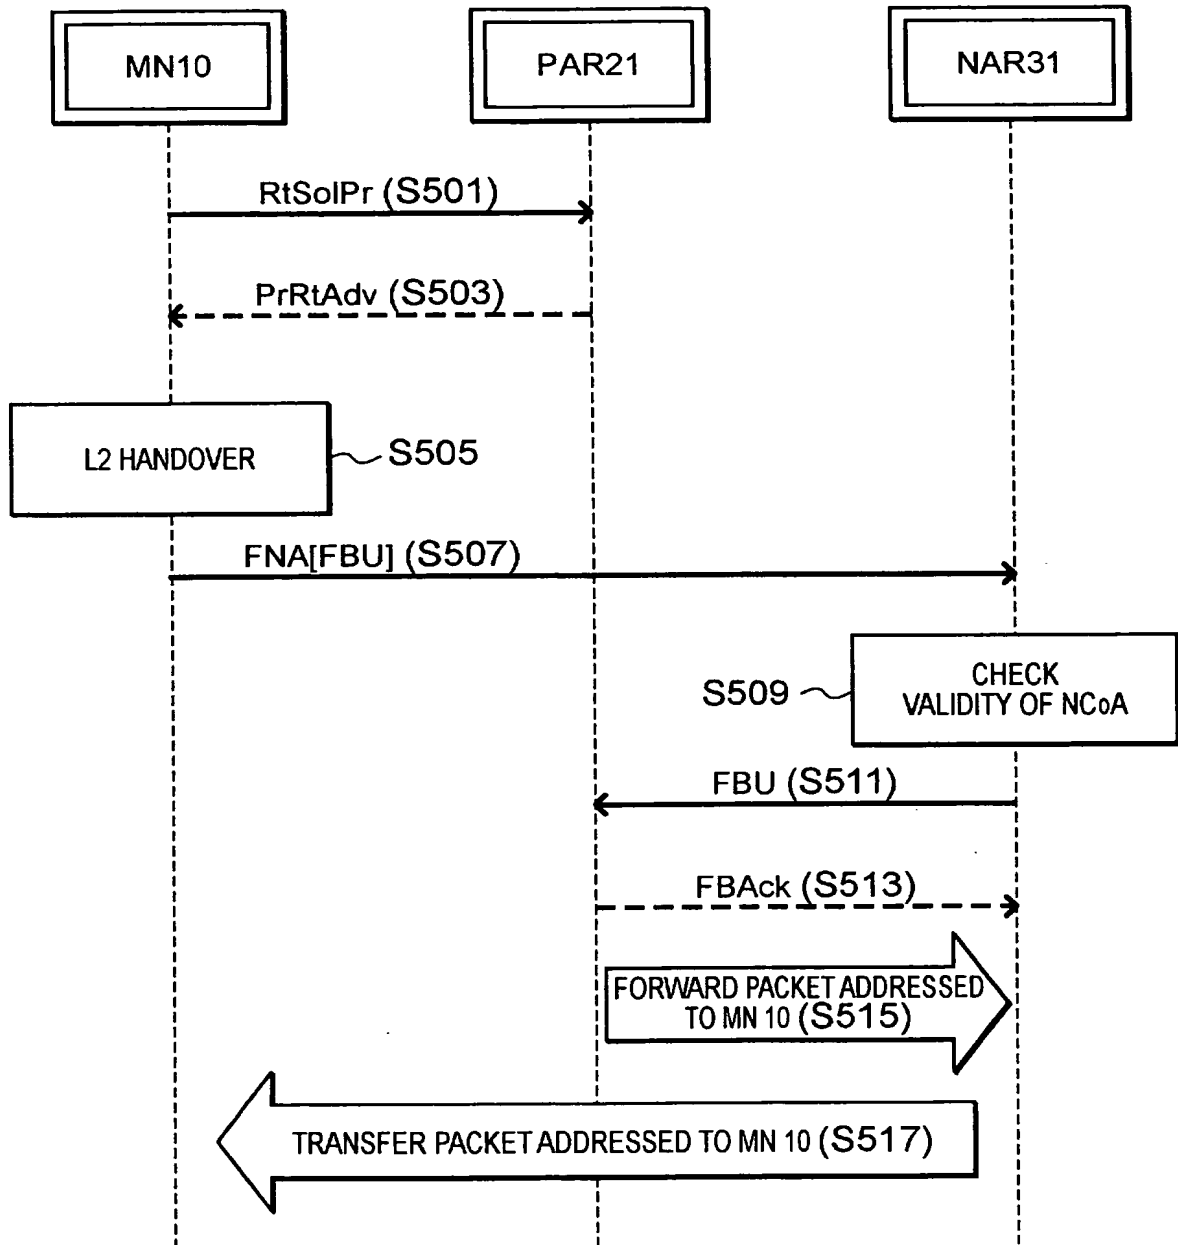 MN10
PAR21
NAR31
RtSolPr (S501)
PrRtAdv (S503)
L2 HANDOVER
S505
FNA[FBU] (S507)
S509
CHECK
VALIDITY OF NCoA
FBU (S511)
FBAck (S513)
FORWARD PACKET ADDRESSED
TO MN 10 (S515)
TRANSFER PACKET ADDRESSED TO MN 10 (S517)